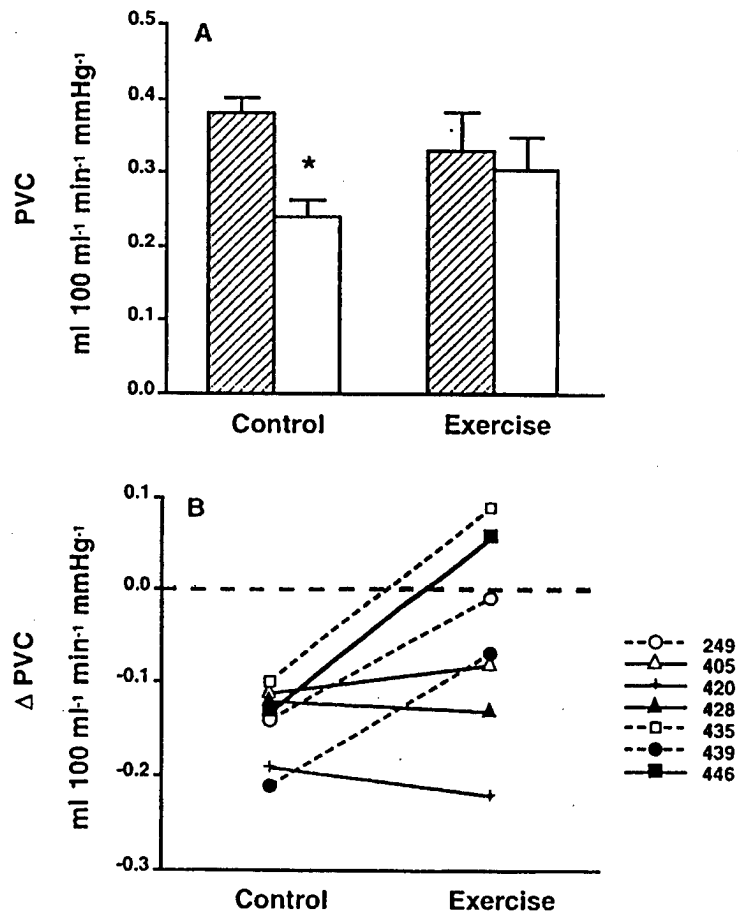 A
PVC
ml 100 ml⁻¹ min⁻¹ mmHg⁻¹
0.5
0.4
0.3
0.2
0.1
0.0
*
Control Exercise
B
Δ PVC
ml 100 ml⁻¹ min⁻¹ mmHg⁻¹
0.1
0.0
-0.1
-0.2
-0.3
Control Exercise
249
405
420
428
435
439
446